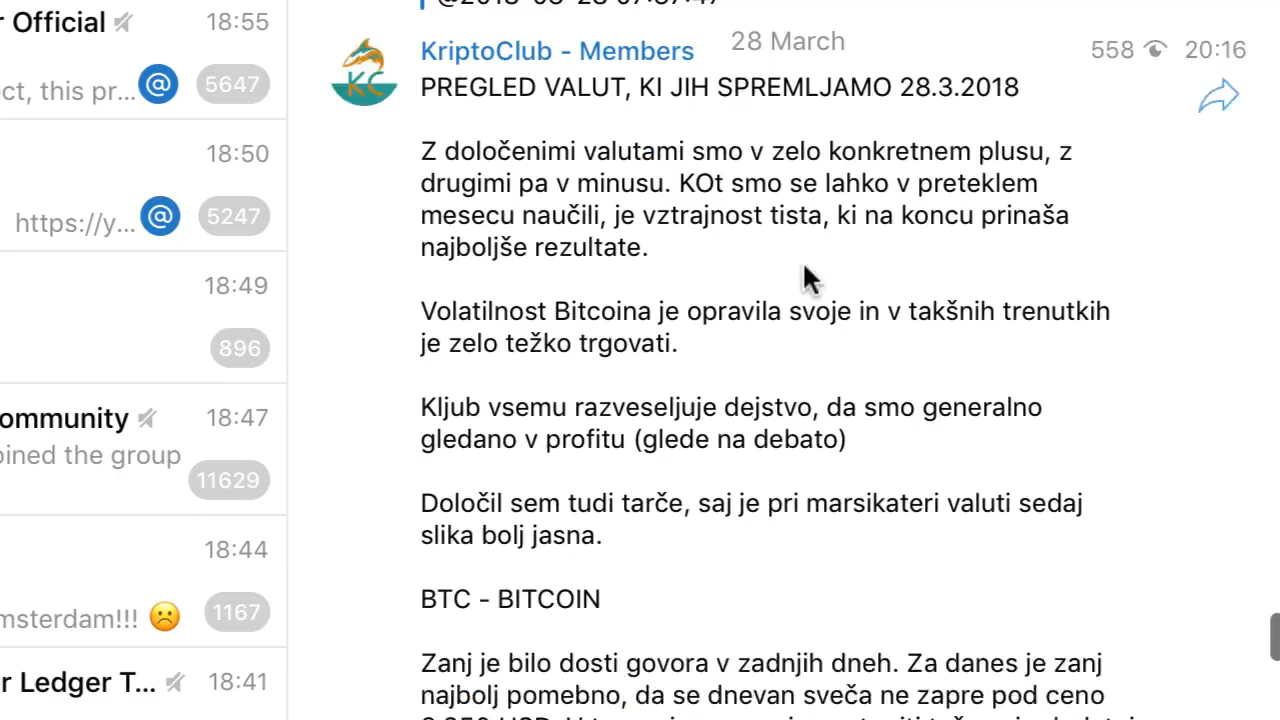 r Official
18:55
ct, this pr... @ 5647
18:50
https://y... @ 5247
18:49
896
ommunity 18:47
oined the group
11629
18:44
msterdam!!! 1167
r Ledger T... 18:41
KC
KriptoClub - Members
28 March
558 20:16
PREGLED VALUT, KI JIH SPREMLJAMO 28.3.2018
Z določenimi valutami smo v zelo konkretnem plusu, z
drugimi pa v minusu. KOt smo se lahko v preteklem
mesecu naučili, je vztrajnost tista, ki na koncu prinaša
najboljše rezultate.
Volatilnost Bitcoina je opravila svoje in v takšnih trenutkih
je zelo težko trgovati.
Kljub vsemu razveseljuje dejstvo, da smo generalno
gledano v profitu (glede na debato)
Določil sem tudi tarče, saj je pri marsikateri valuti sedaj
slika bolj jasna.
BTC - BITCOIN
Zanj je bilo dosti govora v zadnjih dneh. Za danes je zanj
najbolj pomebno, da se dnevan sveča ne zapre pod ceno